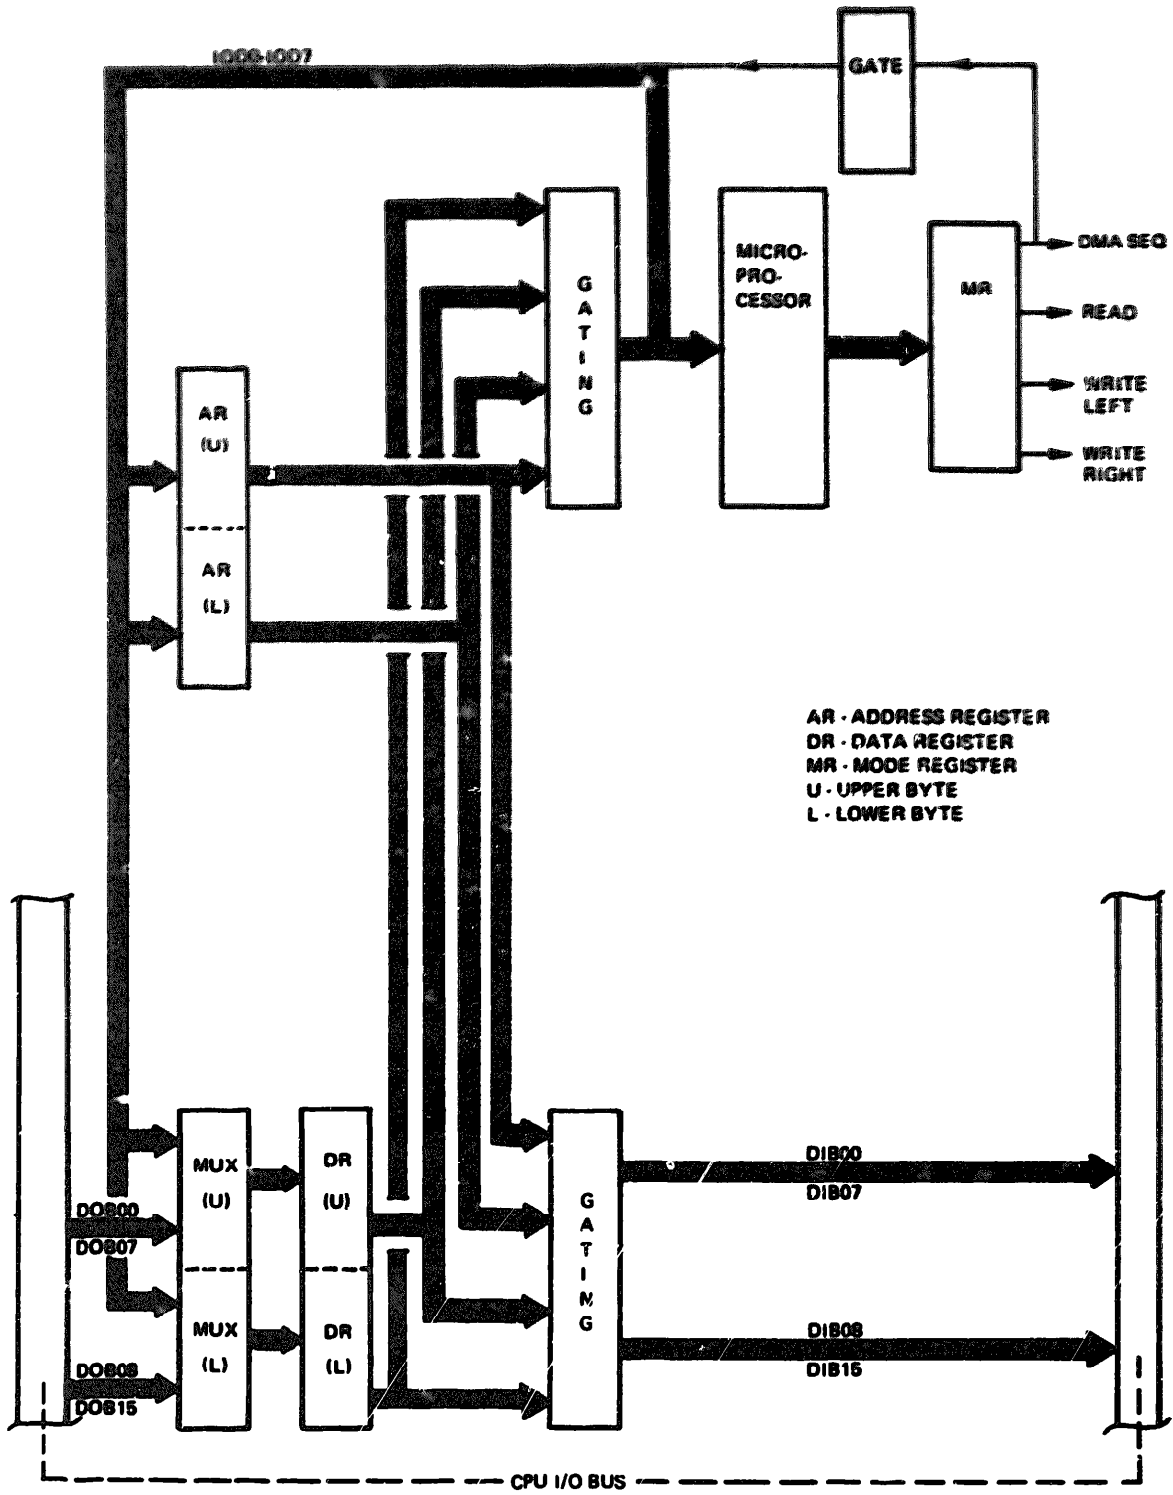 IOD0-IOD7
GATE
DMA SEQ
MICRO-
PRO-
CESSOR
MR
GATING
READ
WRITE
LEFT
WRITE
RIGHT
AR
(U)
AR
(L)
AR - ADDRESS REGISTER
DR - DATA REGISTER
MR - MODE REGISTER
U - UPPER BYTE
L - LOWER BYTE
MUX
(U)
DR
(U)
DOB00
DOB07
MUX
(L)
DR
(L)
DOB08
DOB15
GATING
DIB00
DIB07
DIB08
DIB15
CPU I/O BUS